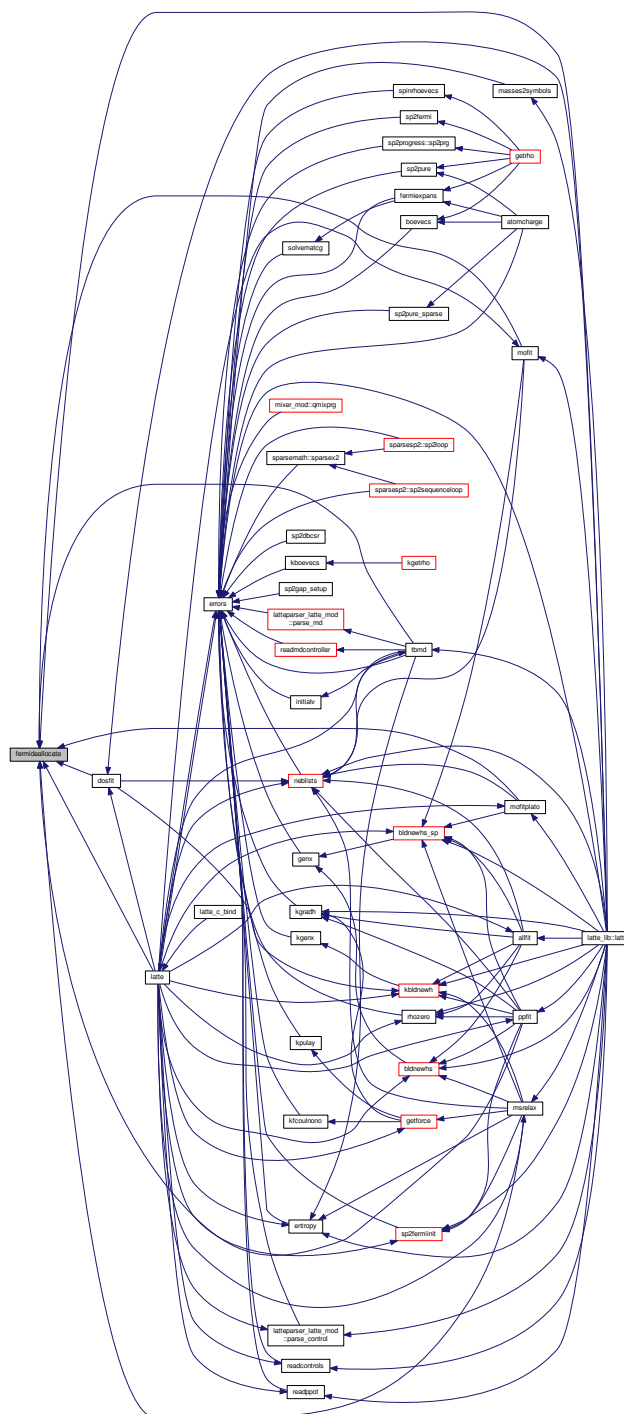 spinrhoevecs
masses2symbols
sp2fermi
sp2progress::sp2prg
getrho
sp2pure
fermiexpans
boevecs
atomcharge
solvematcg
sp2pure_sparse
mofit
mixer_mod::qmixprg
sparsesp2::sp2loop
sparsemath::sparsex2
sparsesp2::sp2sequenceloop
sp2dbcsr
kboevecs
kgetrho
sp2gap_setup
errors
latteparser_latte_mod
::parse_md
readmdcontroller
tbmd
initialv
fermideallocate
dosfit
neblists
mofitplato
bldnewhs_sp
genx
latte_c_bind
kgradh
kgenx
allfit
latte_lib::latte
latte
kbldnewh
rhozero
ppfit
kpulay
bldnewhs
msrelax
kfcoulnono
getforce
entropy
sp2fermiinit
latteparser_latte_mod
::parse_control
readcontrols
readppot